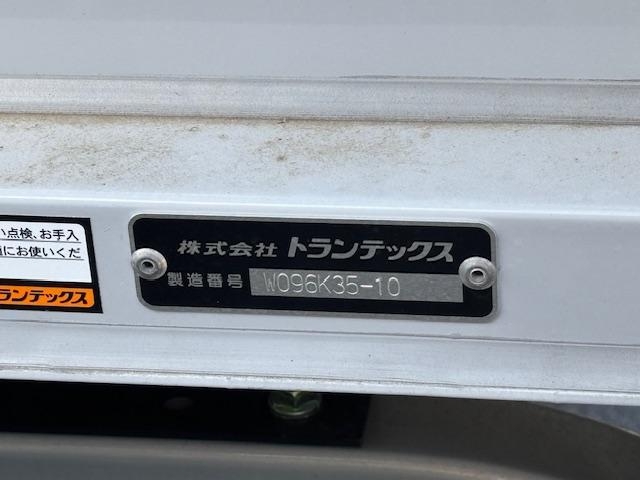 い点検、お手入
にお使いくだ
ランテックス
株式会社 トランテックス
製造番号 W096K35-10